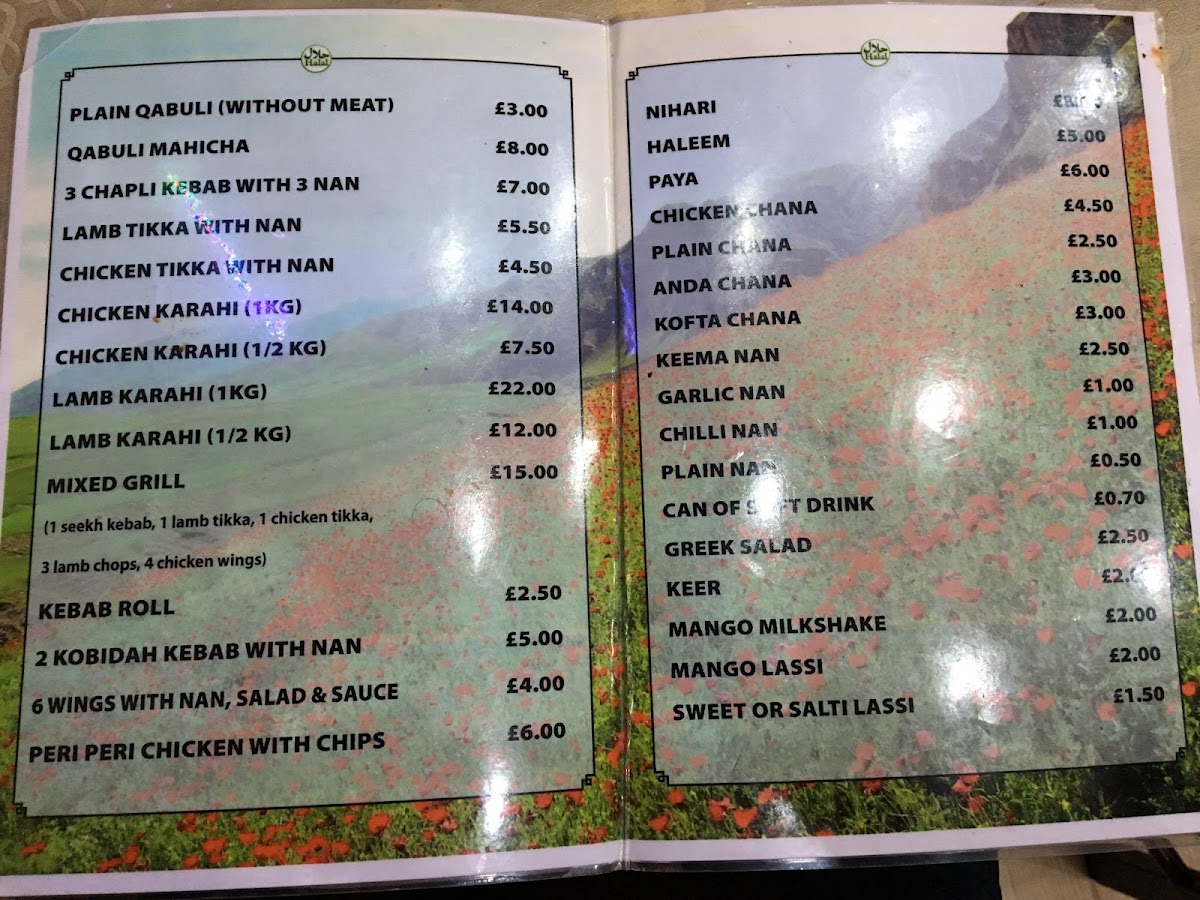 حلال
Halal
PLAIN QABULI (WITHOUT MEAT) £3.00
QABULI MAHICHA £8.00
3 CHAPLI KEBAB WITH 3 NAN £7.00
LAMB TIKKA WITH NAN £5.50
CHICKEN TIKKA WITH NAN £4.50
CHICKEN KARAHI (1KG) £14.00
CHICKEN KARAHI (1/2 KG) £7.50
LAMB KARAHI (1KG) £22.00
LAMB KARAHI (1/2 KG) £12.00
MIXED GRILL £15.00
(1 seekh kebab, 1 lamb tikka, 1 chicken tikka,
3 lamb chops, 4 chicken wings)
KEBAB ROLL £2.50
2 KOBIDAH KEBAB WITH NAN £5.00
6 WINGS WITH NAN, SALAD & SAUCE £4.00
PERI PERI CHICKEN WITH CHIPS £6.00
حلال
Halal
NIHARI
HALEEM £5.00
PAYA £6.00
CHICKEN CHANA £4.50
PLAIN CHANA £2.50
ANDA CHANA £3.00
KOFTA CHANA £3.00
KEEMA NAN £2.50
GARLIC NAN £1.00
CHILLI NAN £1.00
PLAIN NAN £0.50
CAN OF SOFT DRINK £0.70
GREEK SALAD £2.50
KEER
MANGO MILKSHAKE £2.00
MANGO LASSI £2.00
SWEET OR SALTI LASSI £1.50